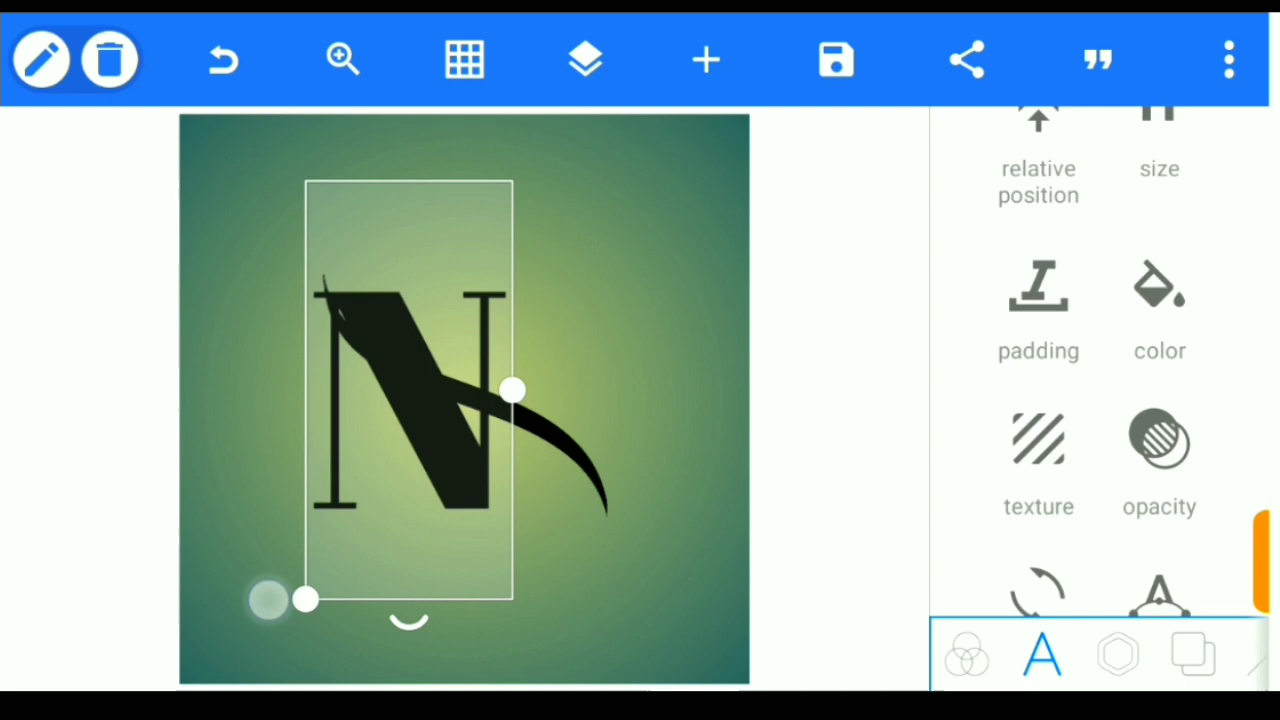 relative size
position
N
padding color
texture opacity
A